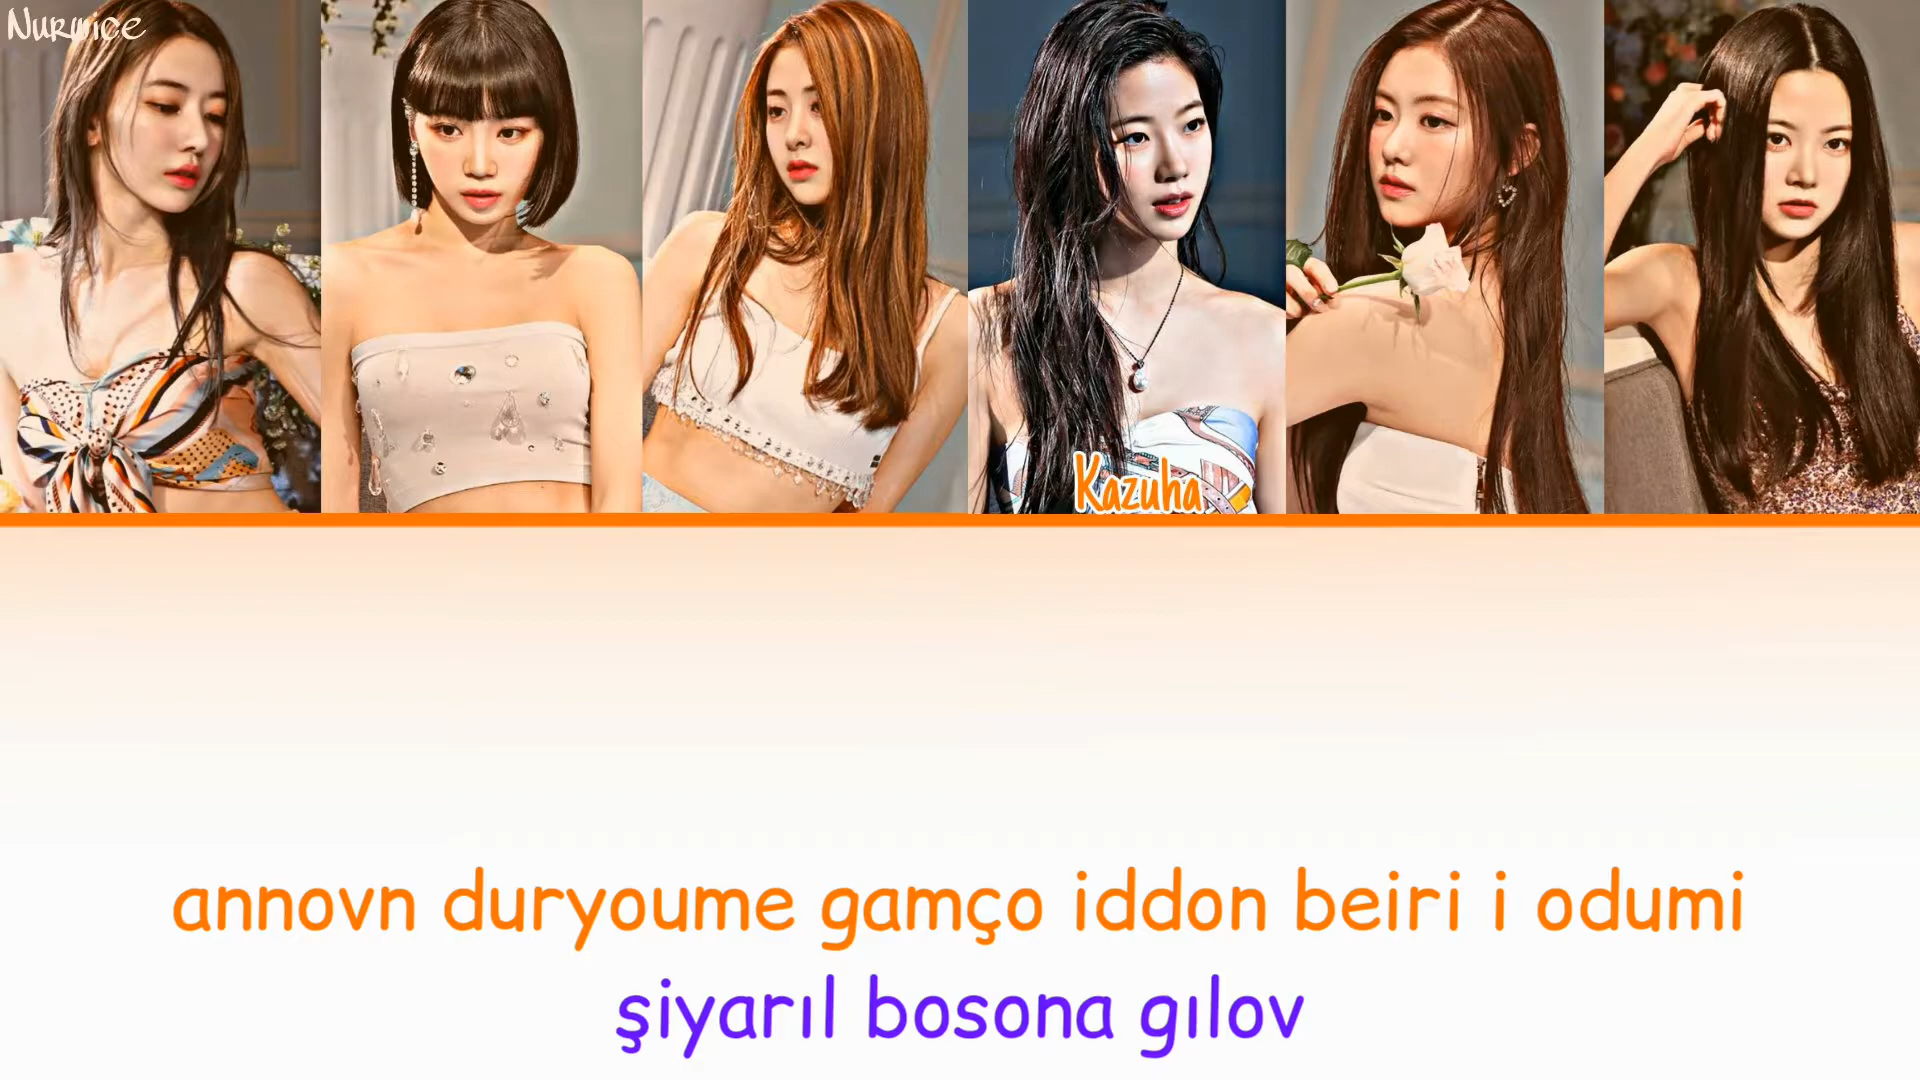 Nurmice
Kazuha
annovn duryoume gamço iddon beiri i odumi
şiyarıl bosona gılov